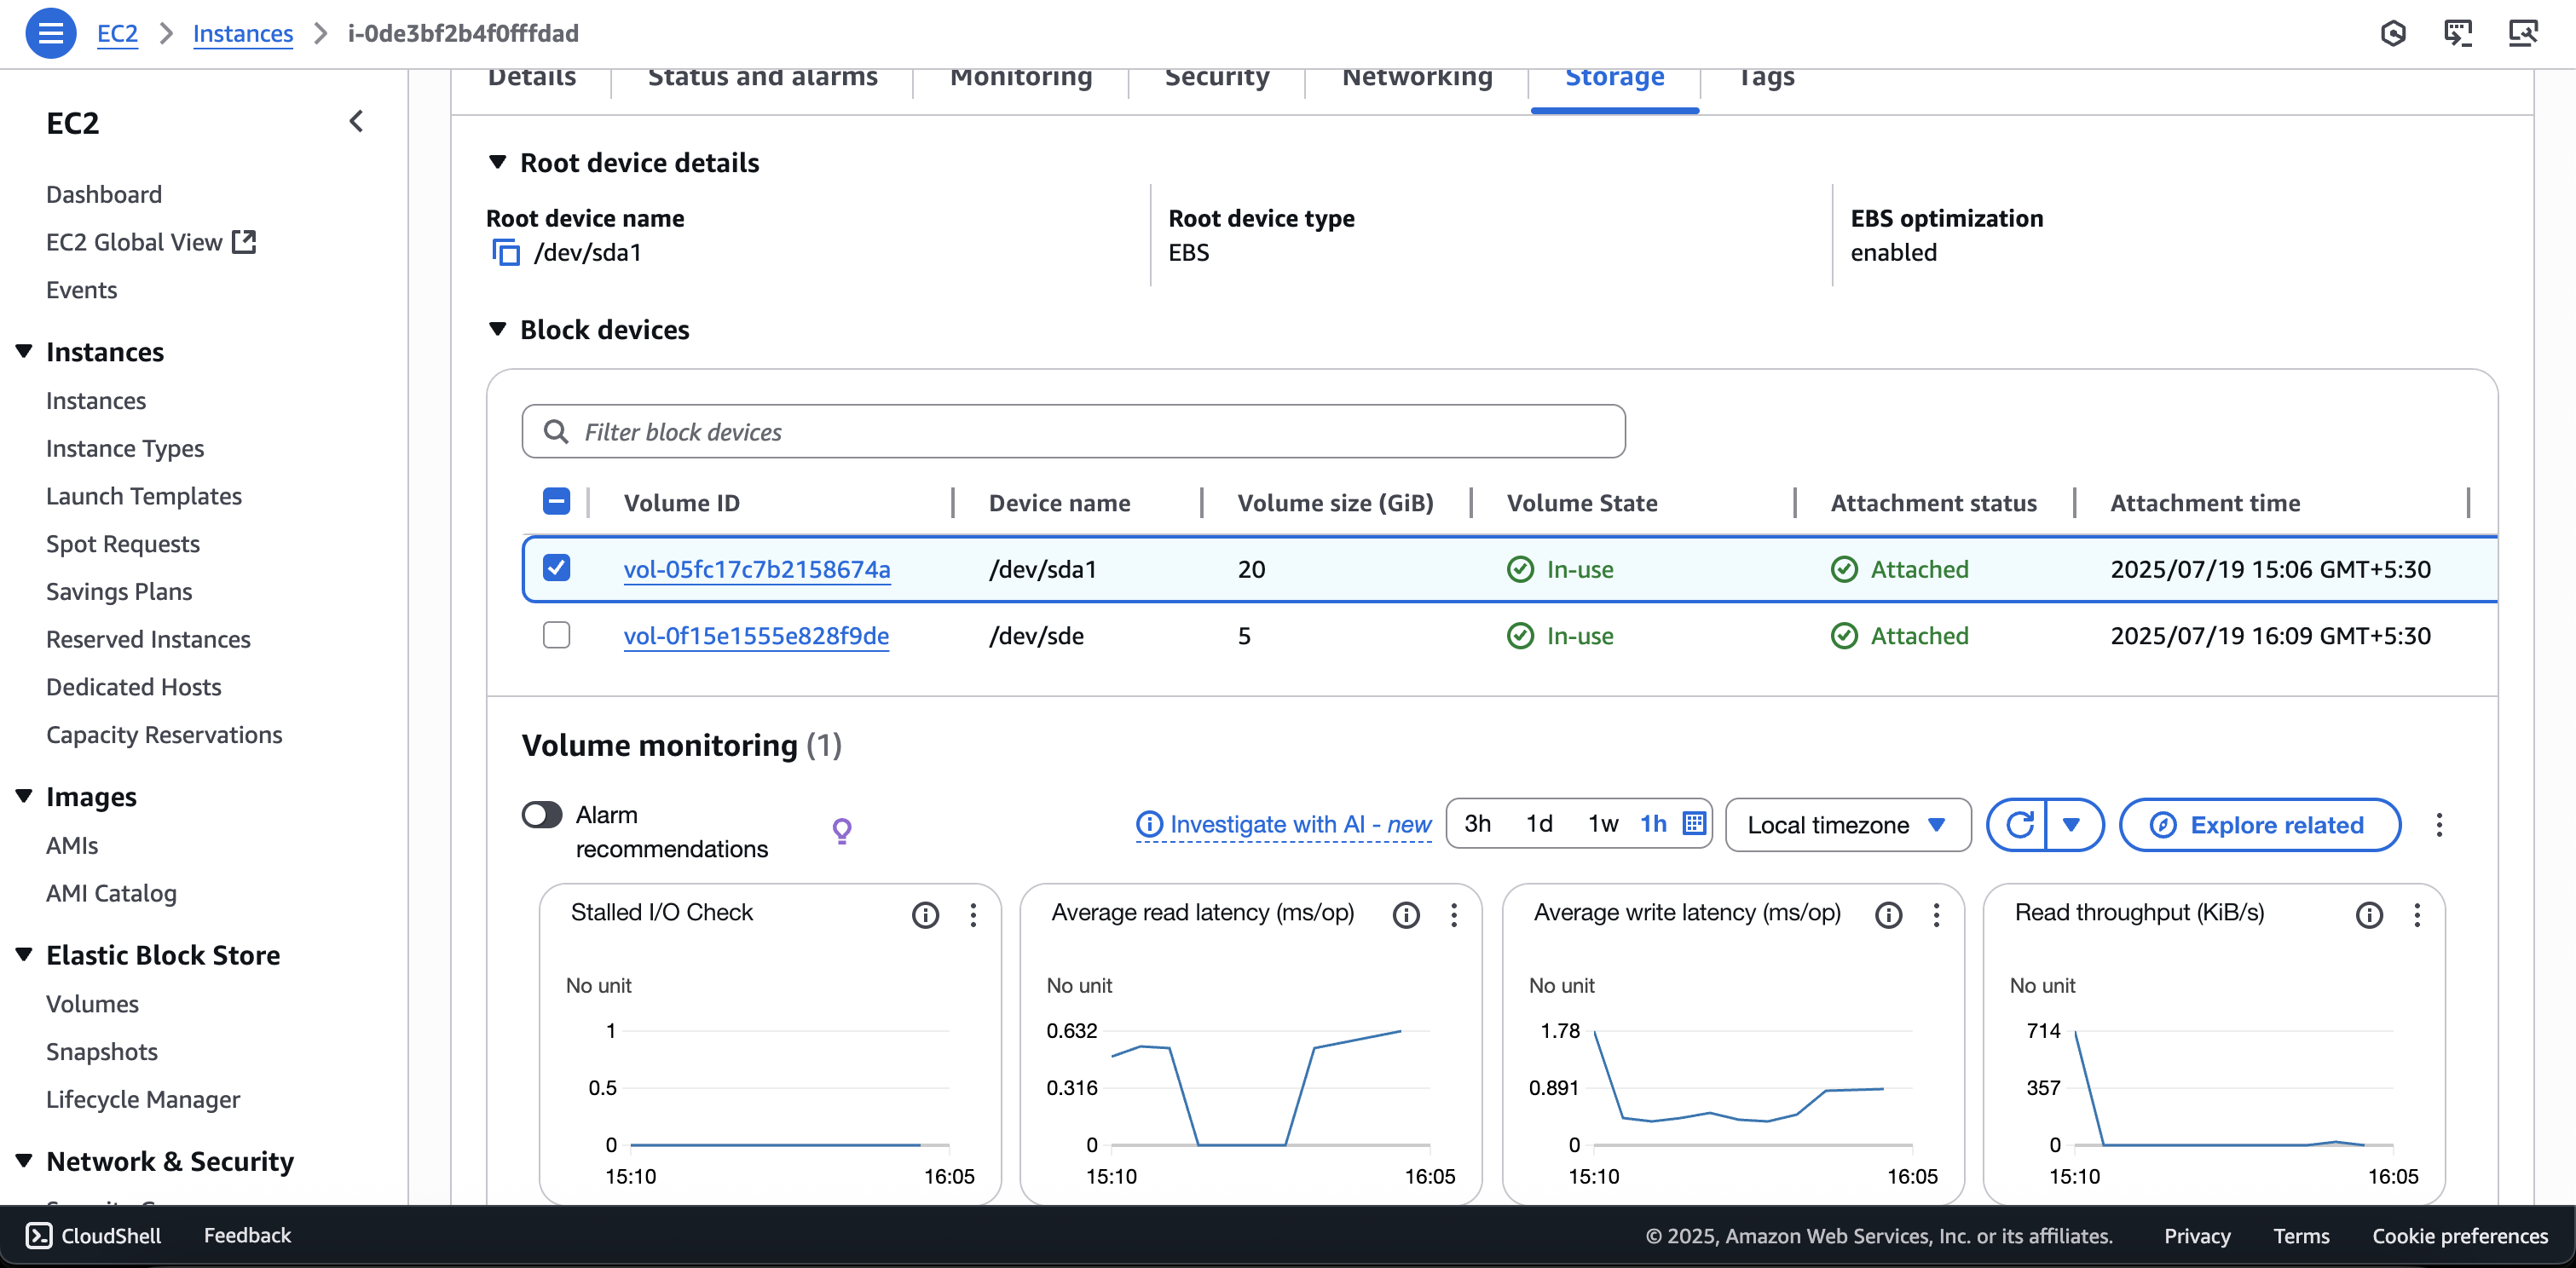 EC2 > Instances > i-0de3bf2b4f0fffdad
EC2
Dashboard
EC2 Global View
Events
Instances
Instances
Instance Types
Launch Templates
Spot Requests
Savings Plans
Reserved Instances
Dedicated Hosts
Capacity Reservations
Images
AMIs
AMI Catalog
Elastic Block Store
Volumes
Snapshots
Lifecycle Manager
Network & Security
Details Status and alarms Monitoring Security Networking Storage Tags
Root device details
Root device name
/dev/sda1
Root device type
EBS
EBS optimization
enabled
Block devices
Filter block devices
Volume ID Device name Volume size (GiB) Volume State Attachment status Attachment time
vol-05fc17c7b2158674a /dev/sda1 20 In-use Attached 2025/07/19 15:06 GMT+5:30
vol-0f15e1555e828f9de /dev/sde 5 In-use Attached 2025/07/19 16:09 GMT+5:30
Volume monitoring (1)
Alarm
recommendations
Investigate with AI - new 3h 1d 1w 1h Local timezone Explore related
Stalled I/O Check
No unit
1
0.5
0
15:10 16:05
Average read latency (ms/op)
No unit
0.632
0.316
0
15:10 16:05
Average write latency (ms/op)
No unit
1.78
0.891
0
15:10 16:05
Read throughput (KiB/s)
No unit
714
357
0
15:10 16:05
CloudShell Feedback © 2025, Amazon Web Services, Inc. or its affiliates. Privacy Terms Cookie preferences